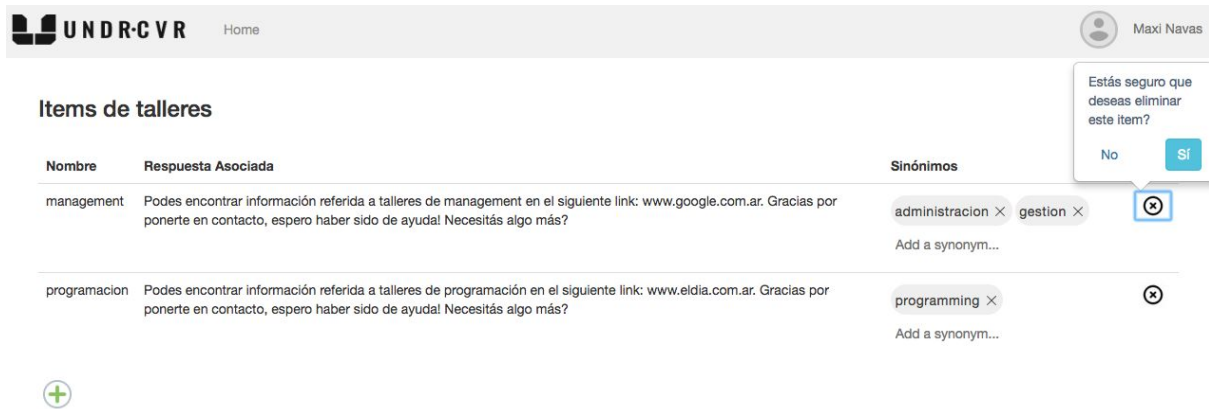 UNDR·CVR Home Maxi Navas
Estás seguro que
deseas eliminar
este item?
No Sí
Items de talleres
Nombre Respuesta Asociada Sinónimos
management Podes encontrar información referida a talleres de management en el siguiente link: www.google.com.ar. Gracias por
ponerte en contacto, espero haber sido de ayuda! Necesitás algo más?
administracion × gestion ×
Add a synonym...
programacion Podes encontrar información referida a talleres de programación en el siguiente link: www.eldia.com.ar. Gracias por
ponerte en contacto, espero haber sido de ayuda! Necesitás algo más?
programming ×
Add a synonym...